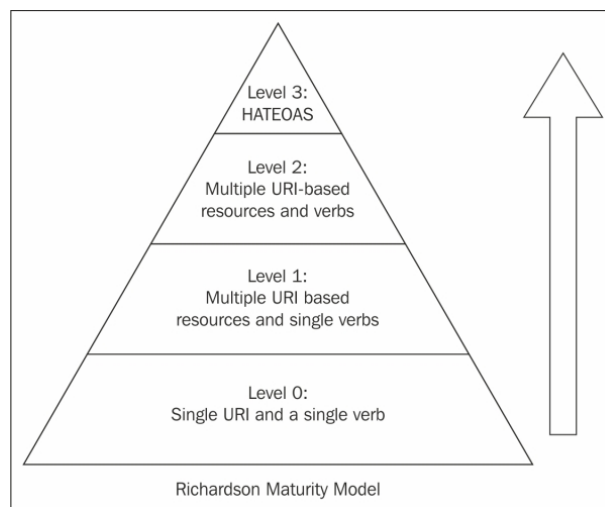 Level 3:
HATEOAS
Level 2:
Multiple URI-based
resources and verbs
Level 1:
Multiple URI based
resources and single verbs
Level 0:
Single URI and a single verb
Richardson Maturity Model